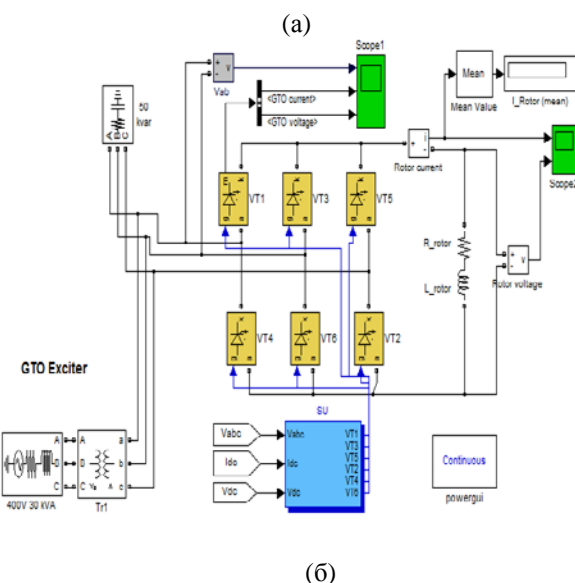 (а)
Scope1
Mean
Mean Value
I_Rotor (mean)
+
-
v
Vab
<GTO current>
<GTO voltage>
50
kvar
A
B
C
+
-
i
Rotor current
Scope2
VT1
VT3
VT5
R_rotor
L_rotor
+
-
v
Rotor voltage
VT4
VT6
VT2
GTO Exciter
SU
Vabc
Idc
Vdc
Vabc
Idc
Vdc
VT1
VT3
VT5
VT2
VT4
VT6
Continuous
powergui
A
C
A
C
a
b
c
400V 30 kVA
Tr1
(б)